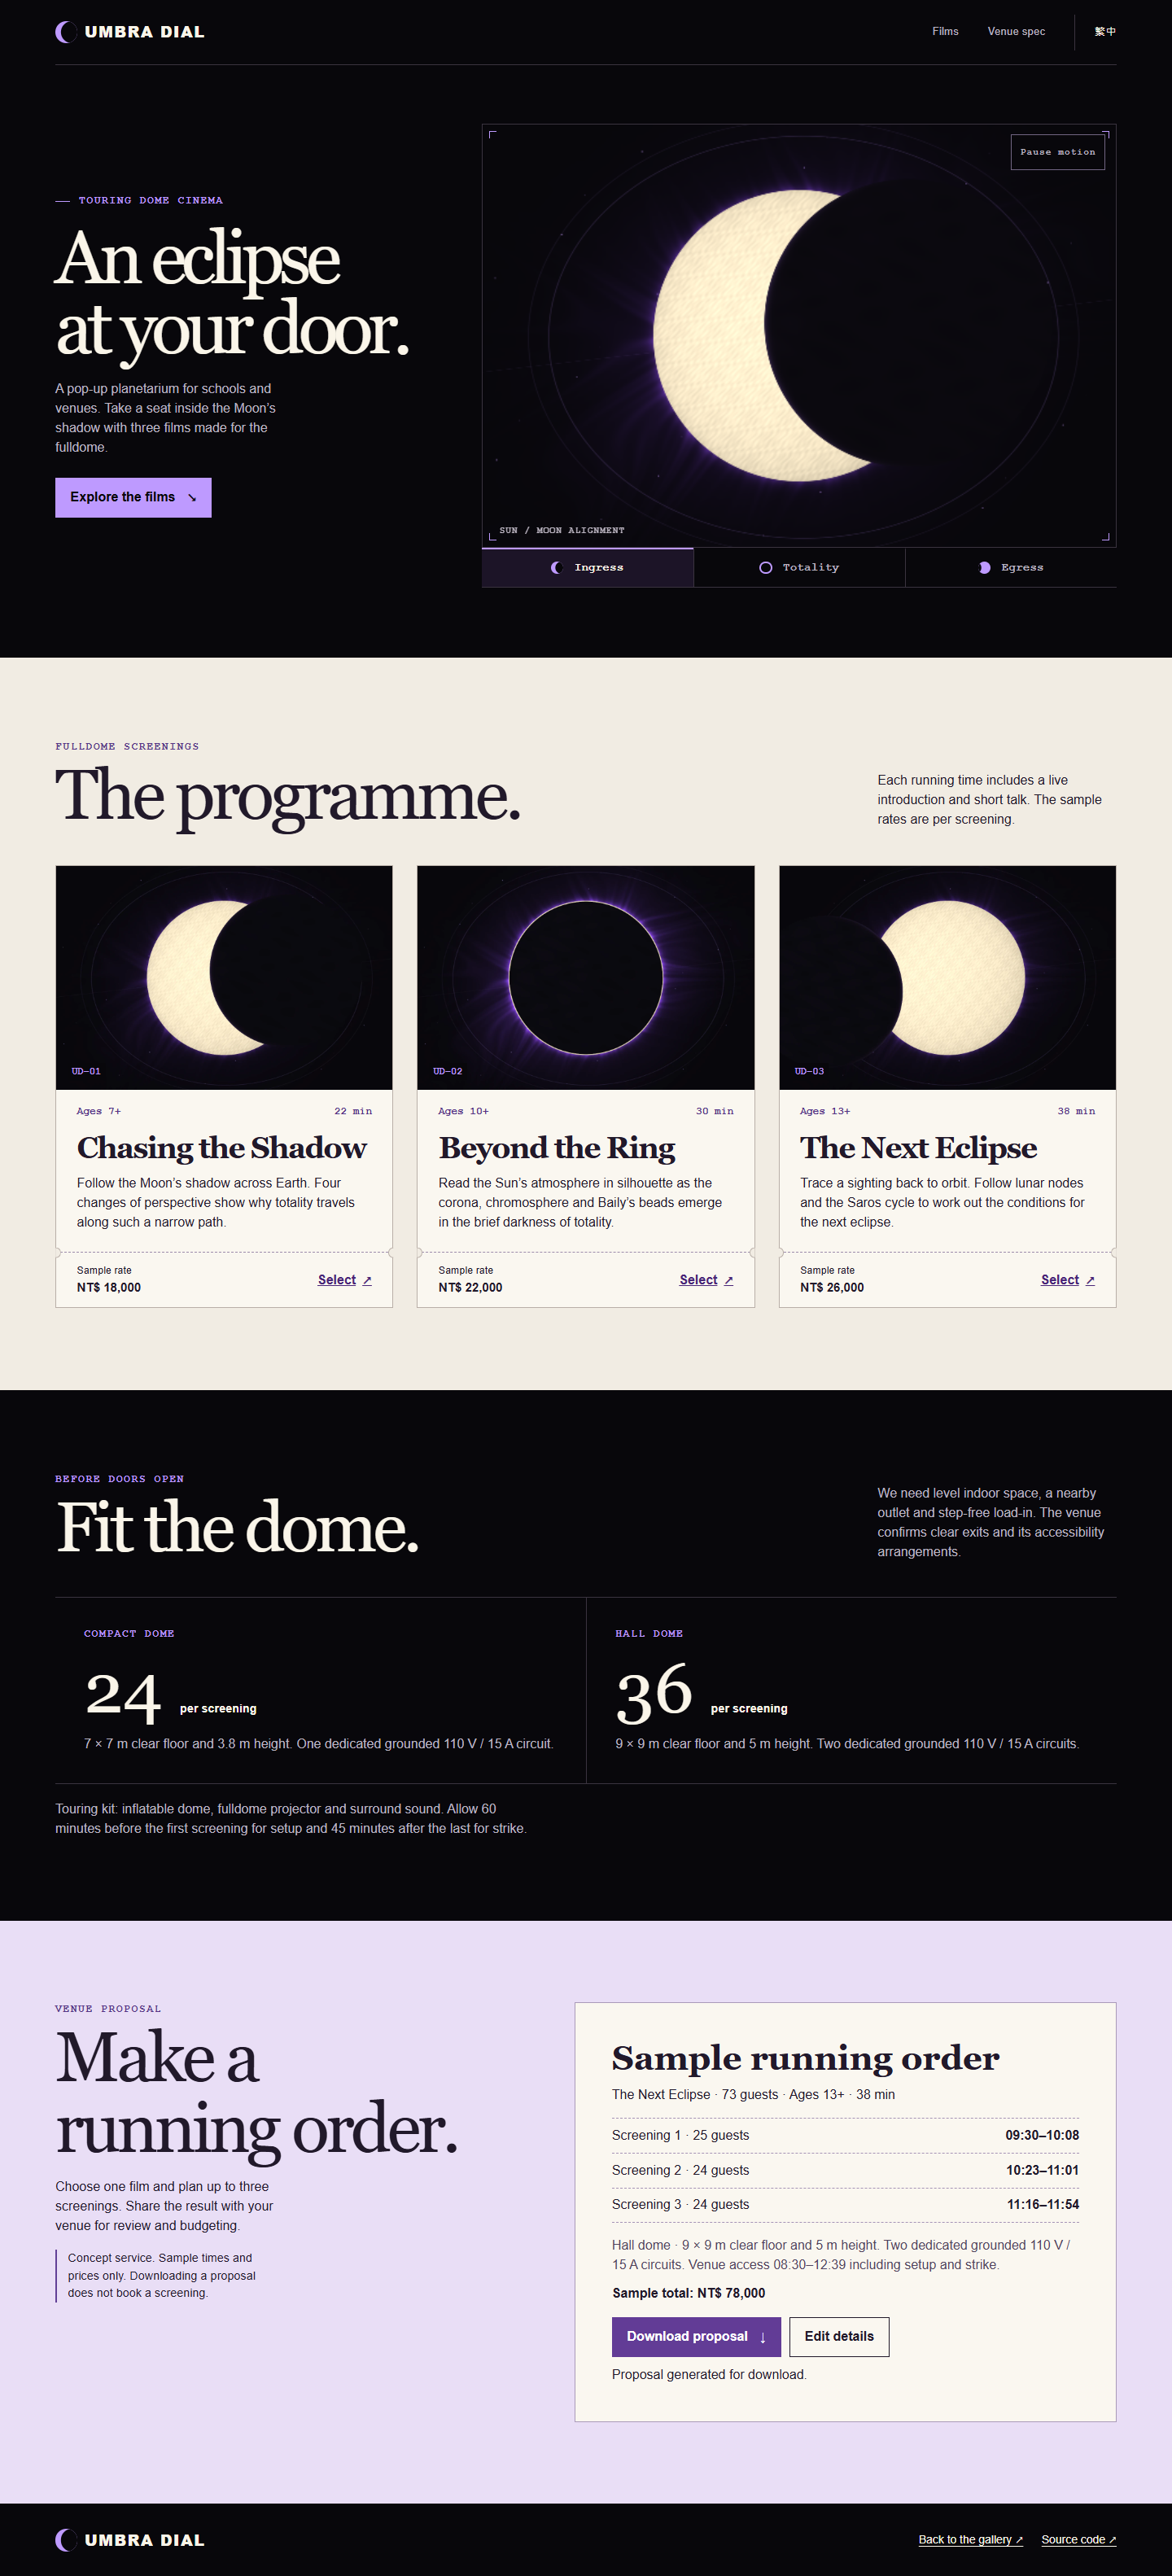 UMBRA DIAL
Films
Venue spec
繁中
TOURING DOME CINEMA
An eclipse
at your door.
A pop-up planetarium for schools and
venues. Take a seat inside the Moon’s
shadow with three films made for the
fulldome.
Explore the films ↘
Pause motion
SUN / MOON ALIGNMENT
Ingress
Totality
Egress
FULLDOME SCREENINGS
The programme.
Each running time includes a live
introduction and short talk. The sample
rates are per screening.
UD–01
Ages 7+
22 min
Chasing the Shadow
Follow the Moon’s shadow across Earth. Four
changes of perspective show why totality travels
along such a narrow path.
Sample rate
NT$ 18,000
Select ↗
UD–02
Ages 10+
30 min
Beyond the Ring
Read the Sun’s atmosphere in silhouette as the
corona, chromosphere and Baily’s beads emerge
in the brief darkness of totality.
Sample rate
NT$ 22,000
Select ↗
UD–03
Ages 13+
38 min
The Next Eclipse
Trace a sighting back to orbit. Follow lunar nodes
and the Saros cycle to work out the conditions for
the next eclipse.
Sample rate
NT$ 26,000
Select ↗
BEFORE DOORS OPEN
Fit the dome.
We need level indoor space, a nearby
outlet and step-free load-in. The venue
confirms clear exits and its accessibility
arrangements.
COMPACT DOME
24 per screening
7 × 7 m clear floor and 3.8 m height. One dedicated grounded 110 V / 15 A circuit.
HALL DOME
36 per screening
9 × 9 m clear floor and 5 m height. Two dedicated grounded 110 V / 15 A circuits.
Touring kit: inflatable dome, fulldome projector and surround sound. Allow 60
minutes before the first screening for setup and 45 minutes after the last for strike.
VENUE PROPOSAL
Make a
running order.
Choose one film and plan up to three
screenings. Share the result with your
venue for review and budgeting.
Concept service. Sample times and
prices only. Downloading a proposal
does not book a screening.
Sample running order
The Next Eclipse · 73 guests · Ages 13+ · 38 min
Screening 1 · 25 guests 09:30–10:08
Screening 2 · 24 guests 10:23–11:01
Screening 3 · 24 guests 11:16–11:54
Hall dome · 9 × 9 m clear floor and 5 m height. Two dedicated grounded 110 V /
15 A circuits. Venue access 08:30–12:39 including setup and strike.
Sample total: NT$ 78,000
Download proposal ↓
Edit details
Proposal generated for download.
UMBRA DIAL
Back to the gallery ↗
Source code ↗